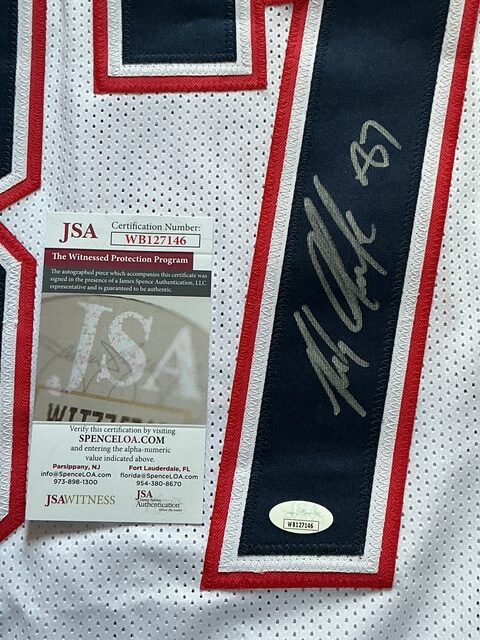 JSA
Certification Number:
WB127146
The Witnessed Protection Program
The autographed piece which accompanies this certificate was
signed in the presence of a James Spence Authentication, LLC
representative and is guaranteed to be authentic.
JSA
Verify this certification by visiting
SPENCELOA.COM
and entering the alpha-numeric
value indicated above.
Parsippany, NJ
info@SpenceLOA.com
973-898-1300
Fort Lauderdale, FL
florida@SpenceLOA.com
954-380-8670
JSAWITNESS
JSA
Authentication
87
WB127146